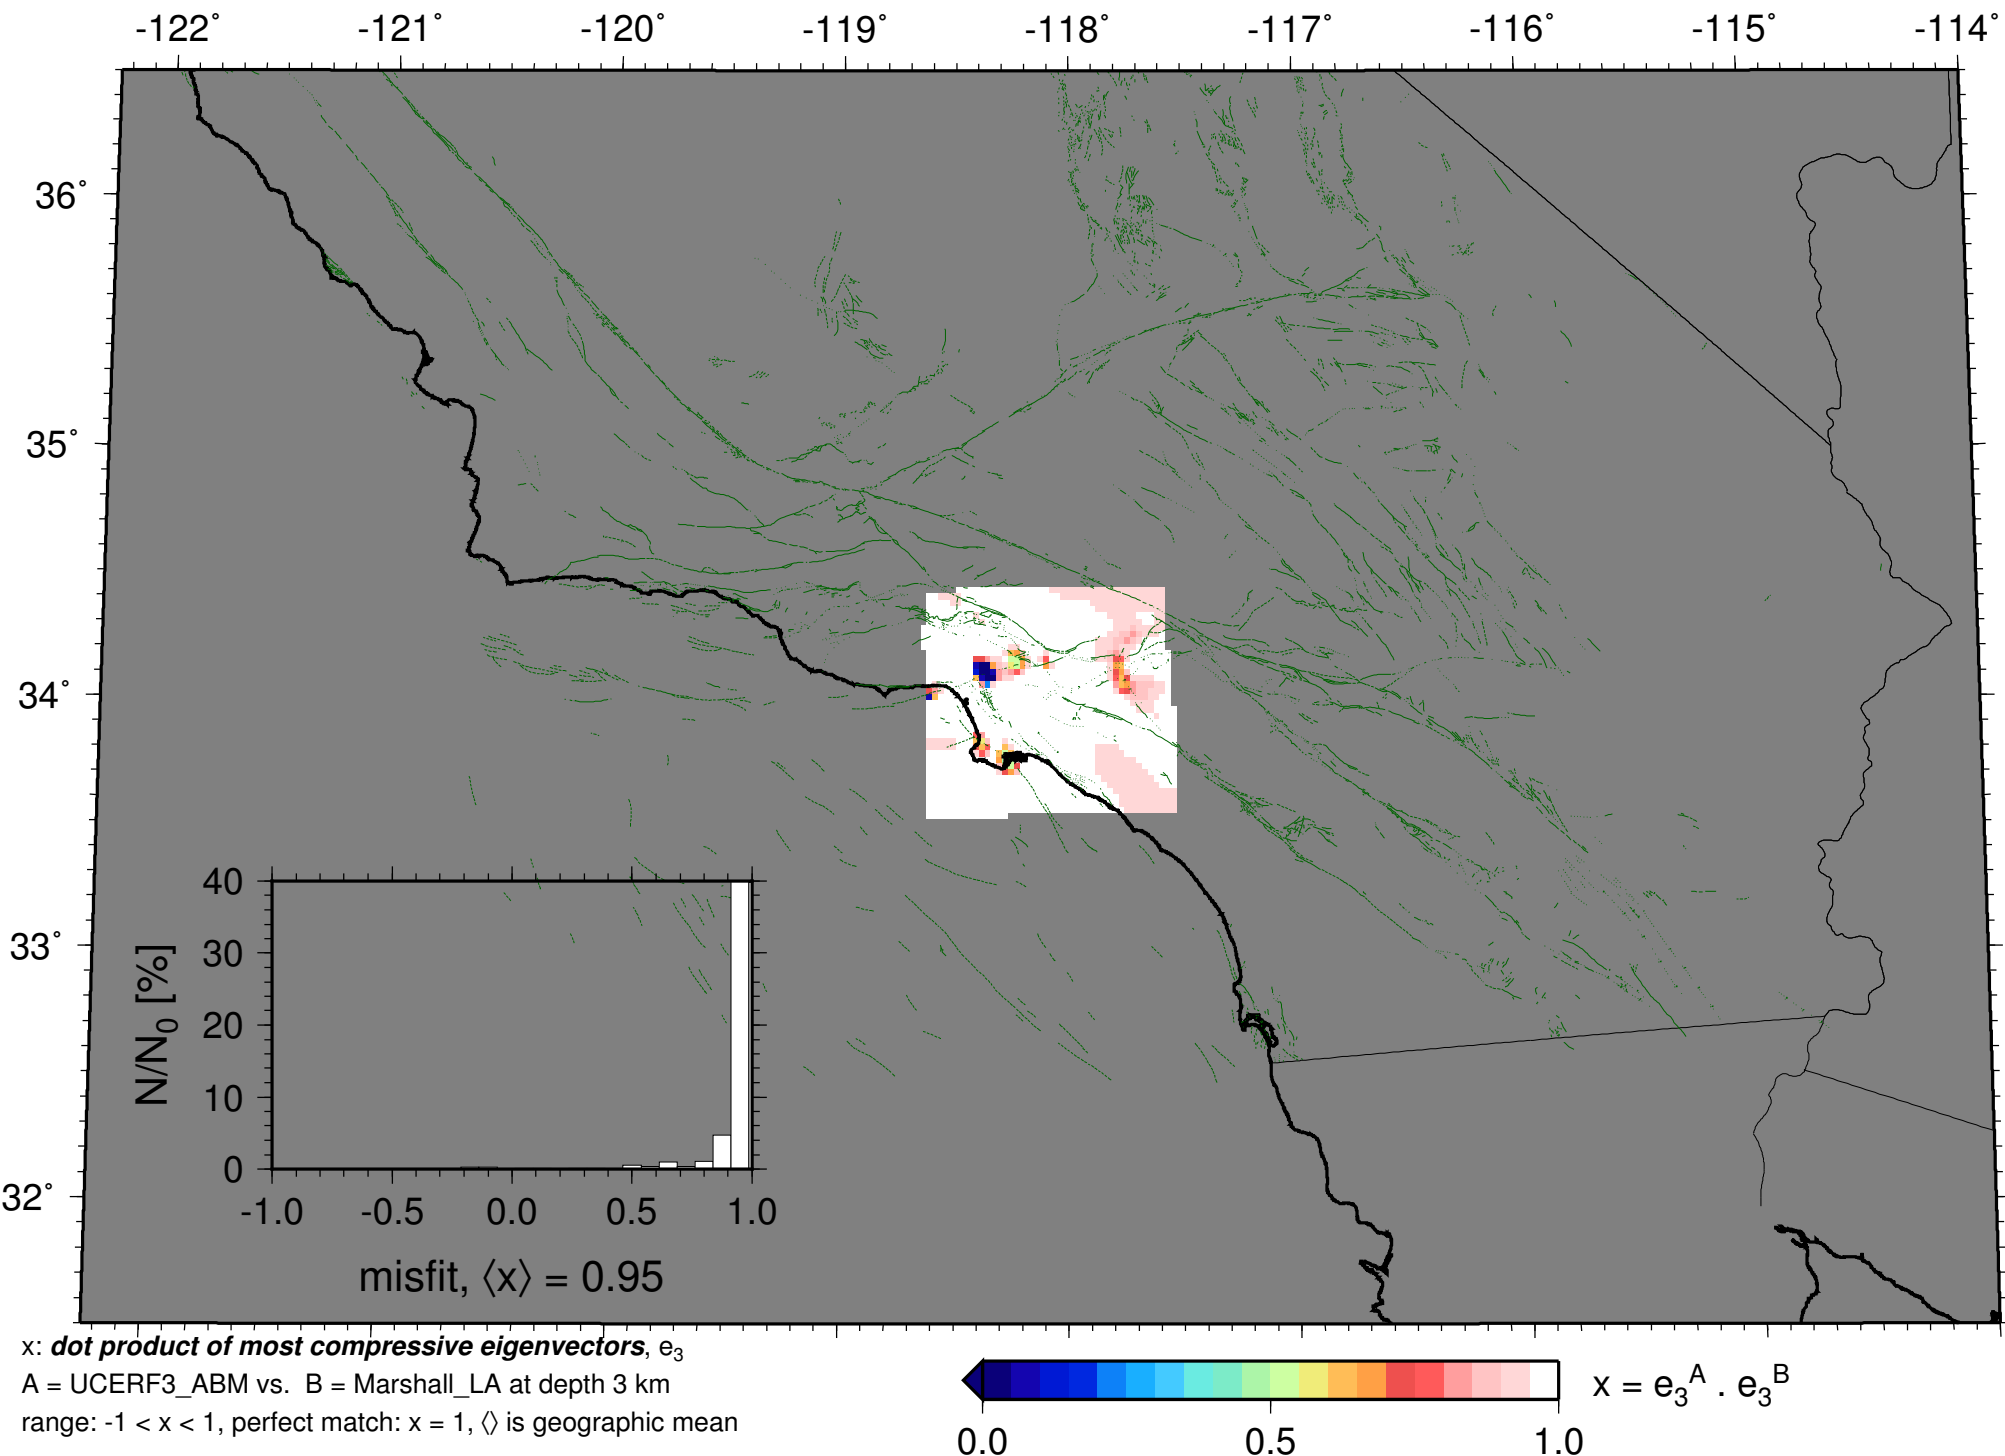 -122˚ -121˚ -120˚ -119˚ -118˚ -117˚ -116˚ -115˚ -114˚
36˚
35˚
34˚
33˚
32˚
N/N0 [%]
40
30
20
10
0
-1.0 -0.5 0.0 0.5 1.0
misfit, ⟨x⟩ = 0.95
x: dot product of most compressive eigenvectors, e3
A = UCERF3_ABM vs. B = Marshall_LA at depth 3 km
range: -1 < x < 1, perfect match: x = 1, ⟨⟩ is geographic mean
0.0 0.5 1.0
x = e3A . e3B